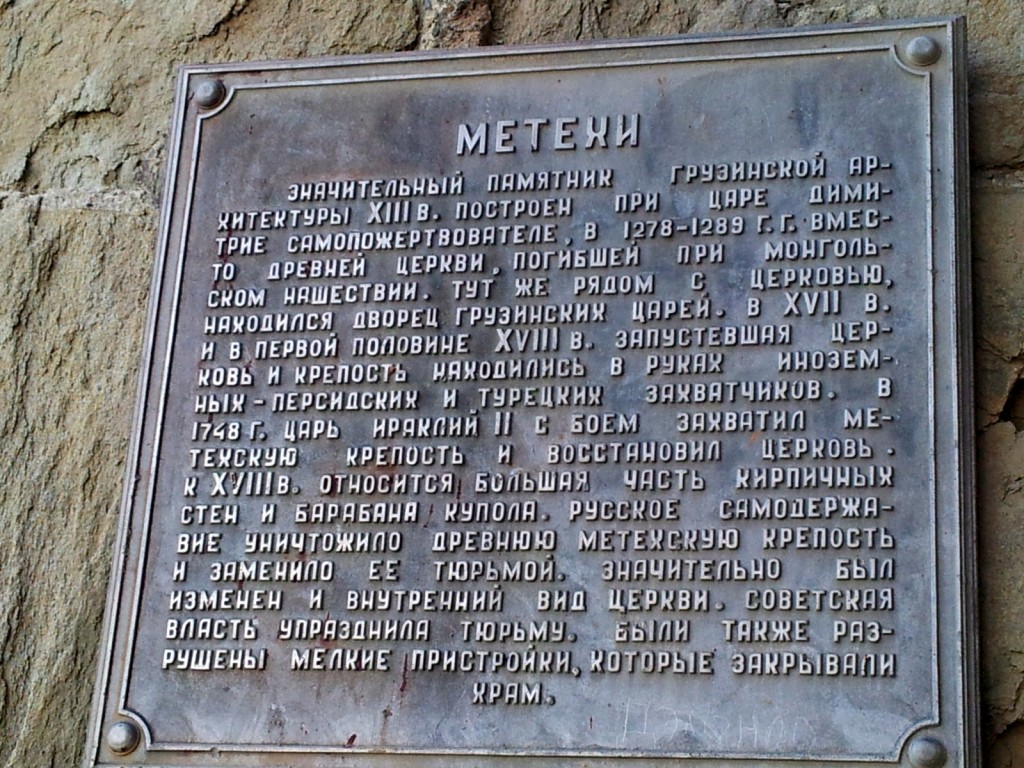 МЕТЕХИ
ЗНАЧИТЕЛЬНЫЙ ПАМЯТНИК ГРУЗИНСКОЙ АР-
ХИТЕКТУРЫ XIII В. ПОСТРОЕН ПРИ ЦАРЕ ДИМИ-
ТРИЕ САМОПОЖЕРТВОВАТЕЛЕ, В 1278-1289 Г.Г. ВМЕС-
ТО ДРЕВНЕЙ ЦЕРКВИ, ПОГИБШЕЙ ПРИ МОНГОЛЬ-
СКОМ НАШЕСТВИИ. ТУТ ЖЕ РЯДОМ С ЦЕРКОВЬЮ,
НАХОДИЛСЯ ДВОРЕЦ ГРУЗИНСКИХ ЦАРЕЙ. В XVII В.
И В ПЕРВОЙ ПОЛОВИНЕ XVIII В. ЗАПУСТЕВШАЯ ЦЕР-
КОВЬ И КРЕПОСТЬ НАХОДИЛИСЬ В РУКАХ ИНОЗЕМ-
НЫХ-ПЕРСИДСКИХ И ТУРЕЦКИХ ЗАХВАТЧИКОВ. В
1748 Г. ЦАРЬ ИРАКЛИЙ II С БОЕМ ЗАХВАТИЛ МЕ-
ТЕХСКУЮ КРЕПОСТЬ И ВОССТАНОВИЛ ЦЕРКОВЬ.
К XУIII В. ОТНОСИТСЯ БОЛЬШАЯ ЧАСТЬ КИРПИЧНЫХ
СТЕН И БАРАБАНА КУПОЛА. РУССКОЕ САМОДЕРЖА-
ВИЕ УНИЧТОЖИЛО ДРЕВНЮЮ МЕТЕХСКУЮ КРЕПОСТЬ
И ЗАМЕНИЛО ЕЕ ТЮРЬМОЙ. ЗНАЧИТЕЛЬНО БЫЛ
ИЗМЕНЕН И ВНУТРЕННИЙ ВИД ЦЕРКВИ. СОВЕТСКАЯ
ВЛАСТЬ УПРАЗДНИЛА ТЮРЬМУ. БЫЛИ ТАКЖЕ РАЗ-
РУШЕНЫ МЕЛКИЕ ПРИСТРОЙКИ, КОТОРЫЕ ЗАКРЫВАЛИ
ХРАМ.